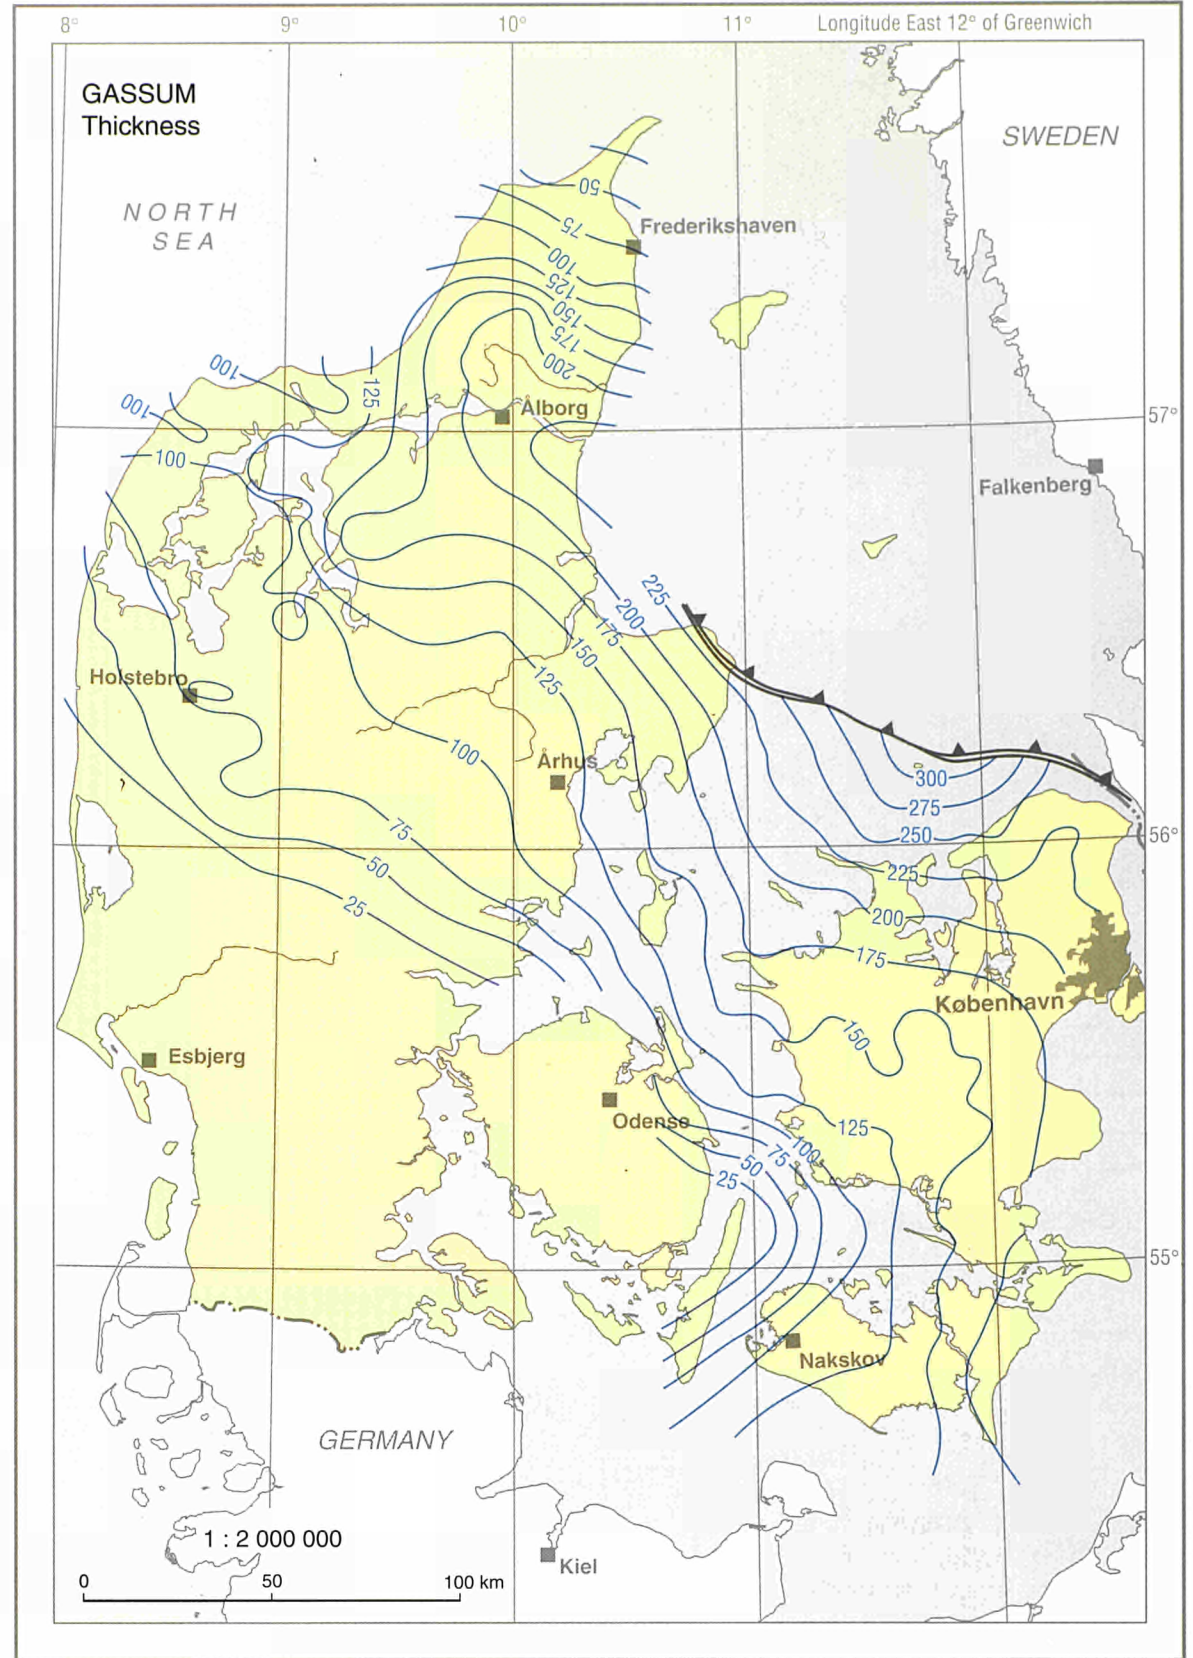 8° 9° 10° 11° Longitude East 12° of Greenwich
GASSUM
Thickness
SWEDEN
NORTH
SEA
50
75
Frederikshaven
100
125
150
175
200
100
125
100
Ålborg
57°
100
Falkenberg
225
200
175
150
125
Holstebro
100
Århus
300
275
75
250
56°
50
225
25
200
175
København
150
Esbjerg
Odense
125
100
75
50
25
55°
Nakskov
GERMANY
1 : 2 000 000
Kiel
0 50 100 km